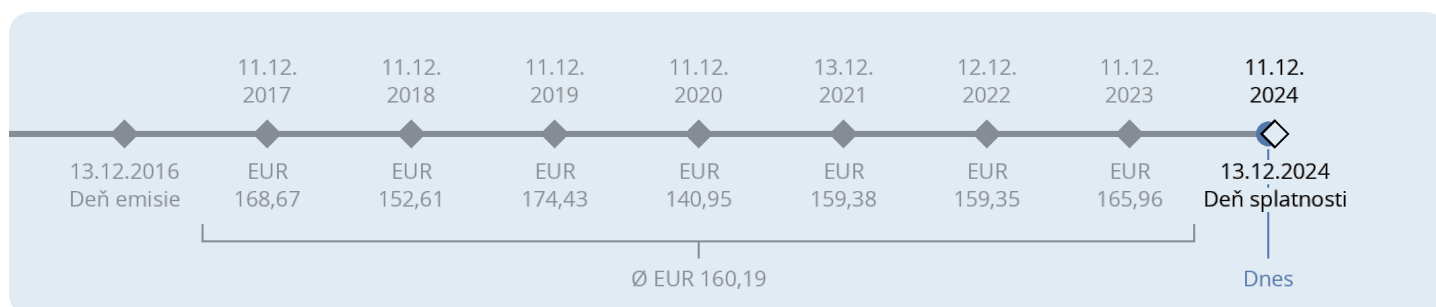 11.12. 11.12. 11.12. 11.12. 13.12. 12.12. 11.12. 11.12.
2017 2018 2019 2020 2021 2022 2023 2024
13.12.2016 EUR EUR EUR EUR EUR EUR EUR 13.12.2024
Deň emisie 168,67 152,61 174,43 140,95 159,38 159,35 165,96 Deň splatnosti
Ø EUR 160,19 Dnes